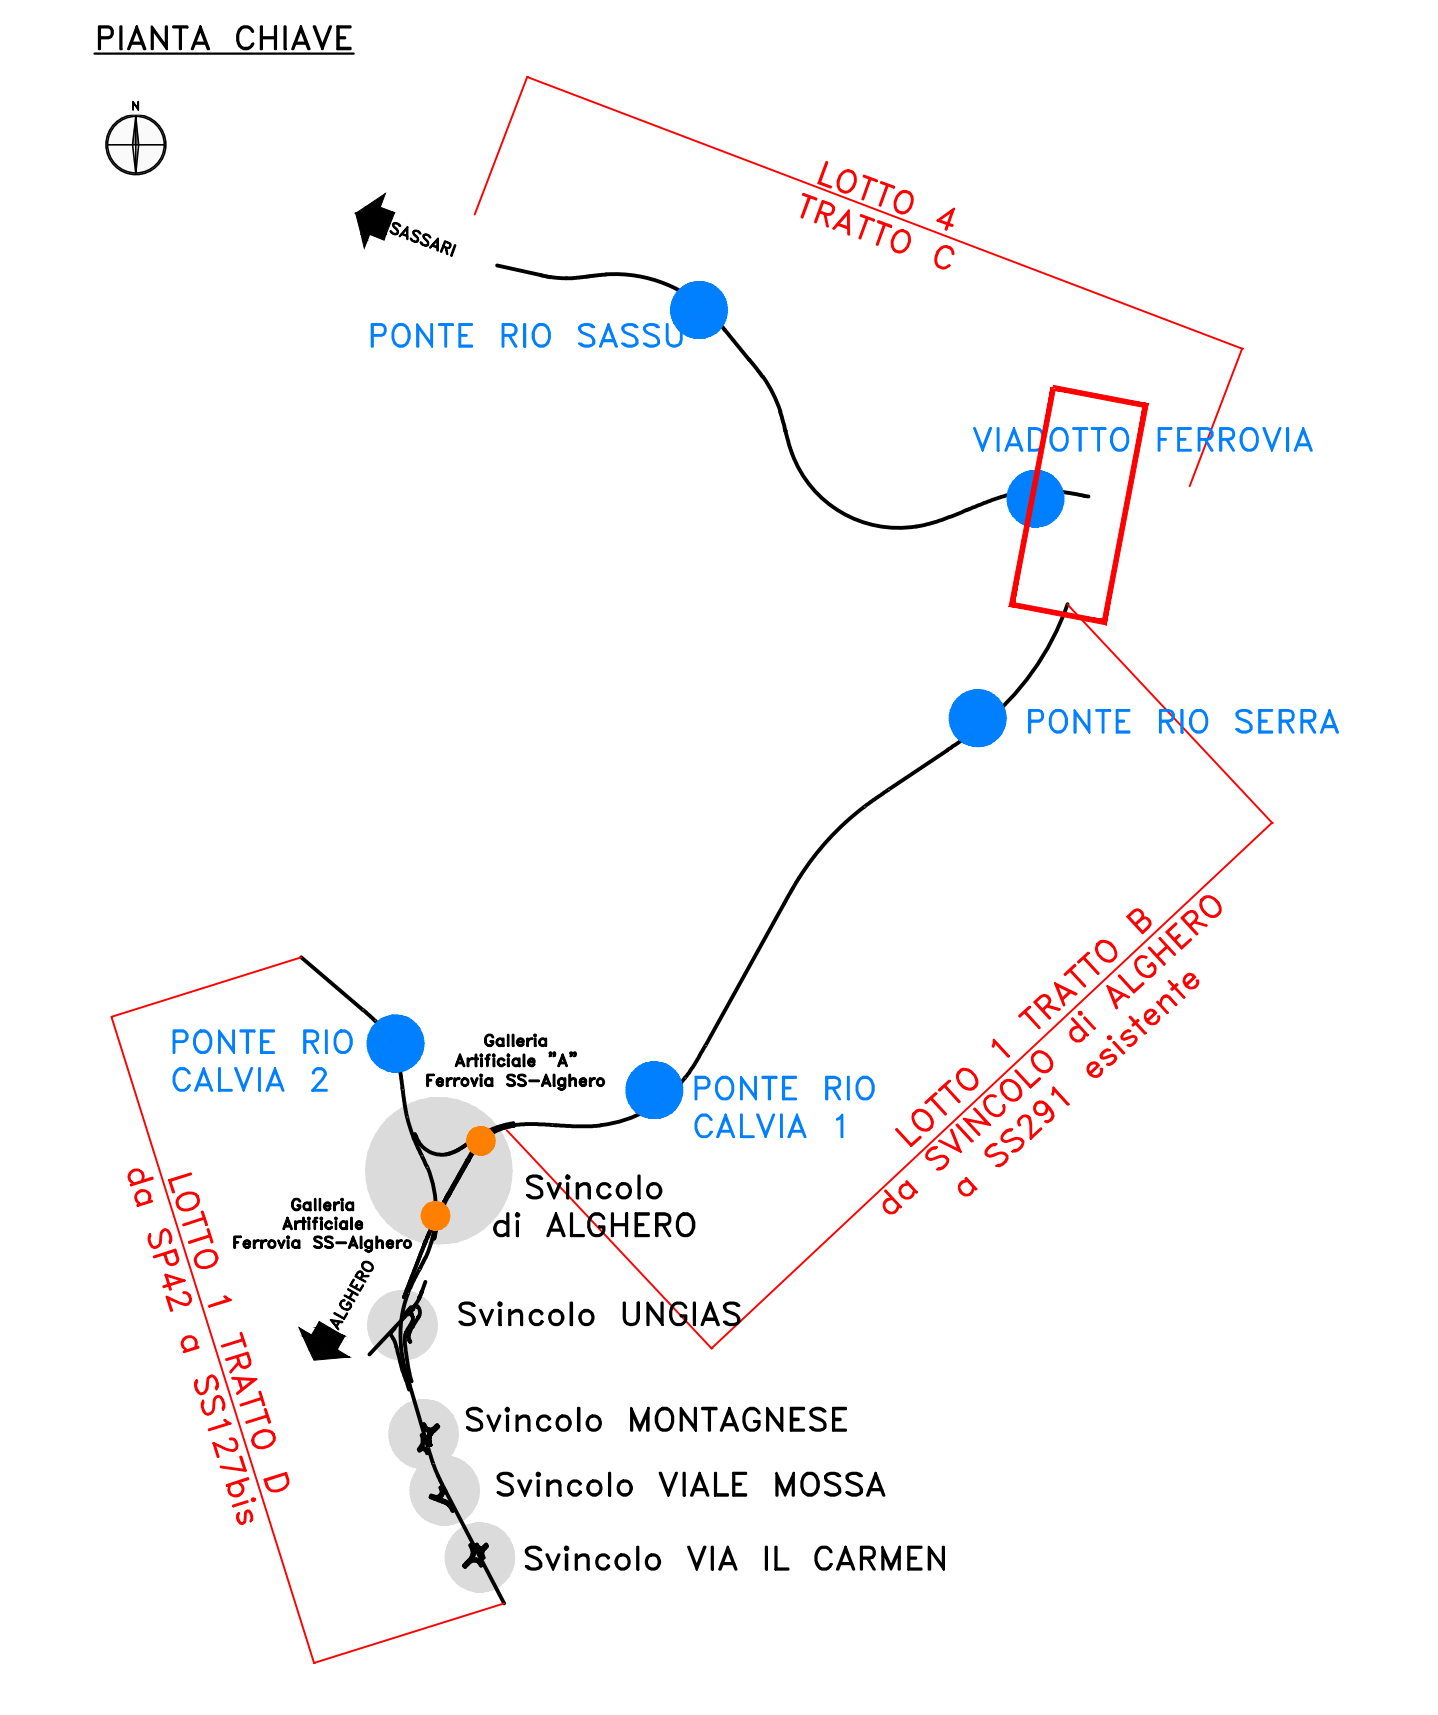 PIANTA CHIAVE
N
LOTTO 4
TRATTO C
SASSARI
PONTE RIO SASSU
VIADOTTO FERROVIA
PONTE RIO SERRA
LOTTO 1 TRATTO B
da SVINCOLO di ALGHERO
a SS291 esistente
PONTE RIO
CALVIA 2
Galleria
Artificiale "A"
Ferrovia SS-Alghero
PONTE RIO
CALVIA 1
Svincolo
di ALGHERO
Galleria
Artificiale
Ferrovia SS-Alghero
ALGHERO
LOTTO 1 TRATTO D
da SP42 a SS127bis
Svincolo UNGIAS
Svincolo MONTAGNESE
Svincolo VIALE MOSSA
Svincolo VIA IL CARMEN